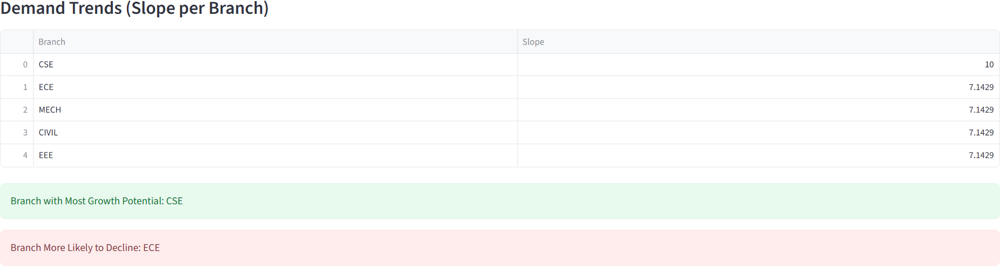 Demand Trends (Slope per Branch)
Branch Slope
0 CSE 10
1 ECE 7.1429
2 MECH 7.1429
3 CIVIL 7.1429
4 EEE 7.1429
Branch with Most Growth Potential: CSE
Branch More Likely to Decline: ECE